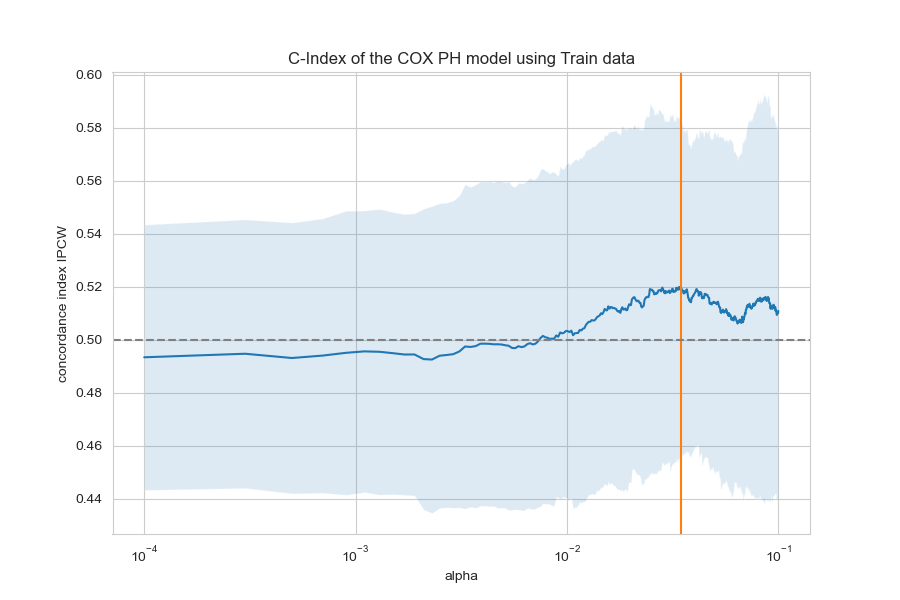 C-Index of the COX PH model using Train data
concordance index IPCW
0.60
0.58
0.56
0.54
0.52
0.50
0.48
0.46
0.44
10⁻⁴ 10⁻³ 10⁻² 10⁻¹
alpha